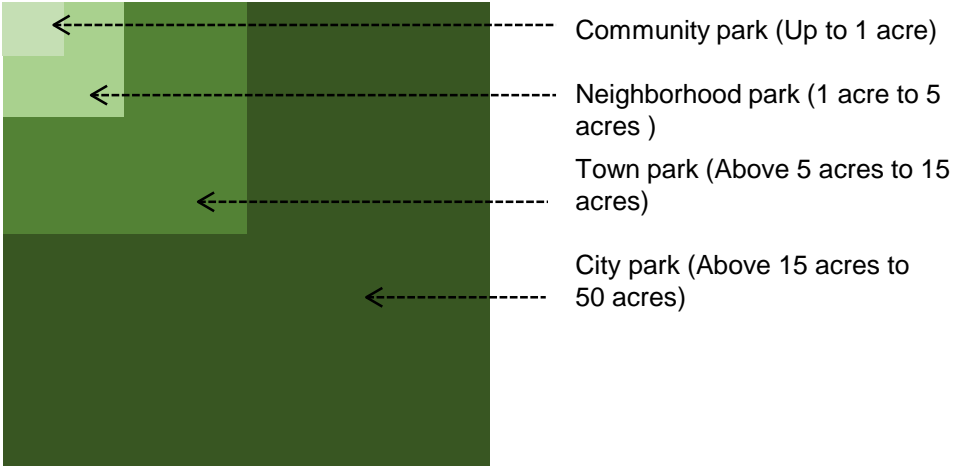 Community park (Up to 1 acre)
Neighborhood park (1 acre to 5
acres )
Town park (Above 5 acres to 15
acres)
City park (Above 15 acres to
50 acres)